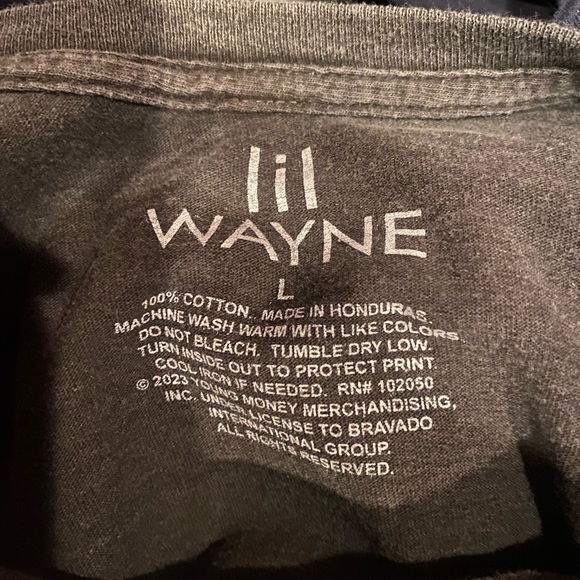 lil
WAYNE
L
100% COTTON. MADE IN HONDURAS.
MACHINE WASH WARM WITH LIKE COLORS
DO NOT BLEACH. TUMBLE DRY LOW.
TURN INSIDE OUT TO PROTECT PRINT.
COOL IRON IF NEEDED. RN# 102050
© 2023 YOUNG MONEY MERCHANDISING,
INC. UNDER LICENSE TO BRAVADO
INTERNATIONAL GROUP.
ALL RIGHTS RESERVED.